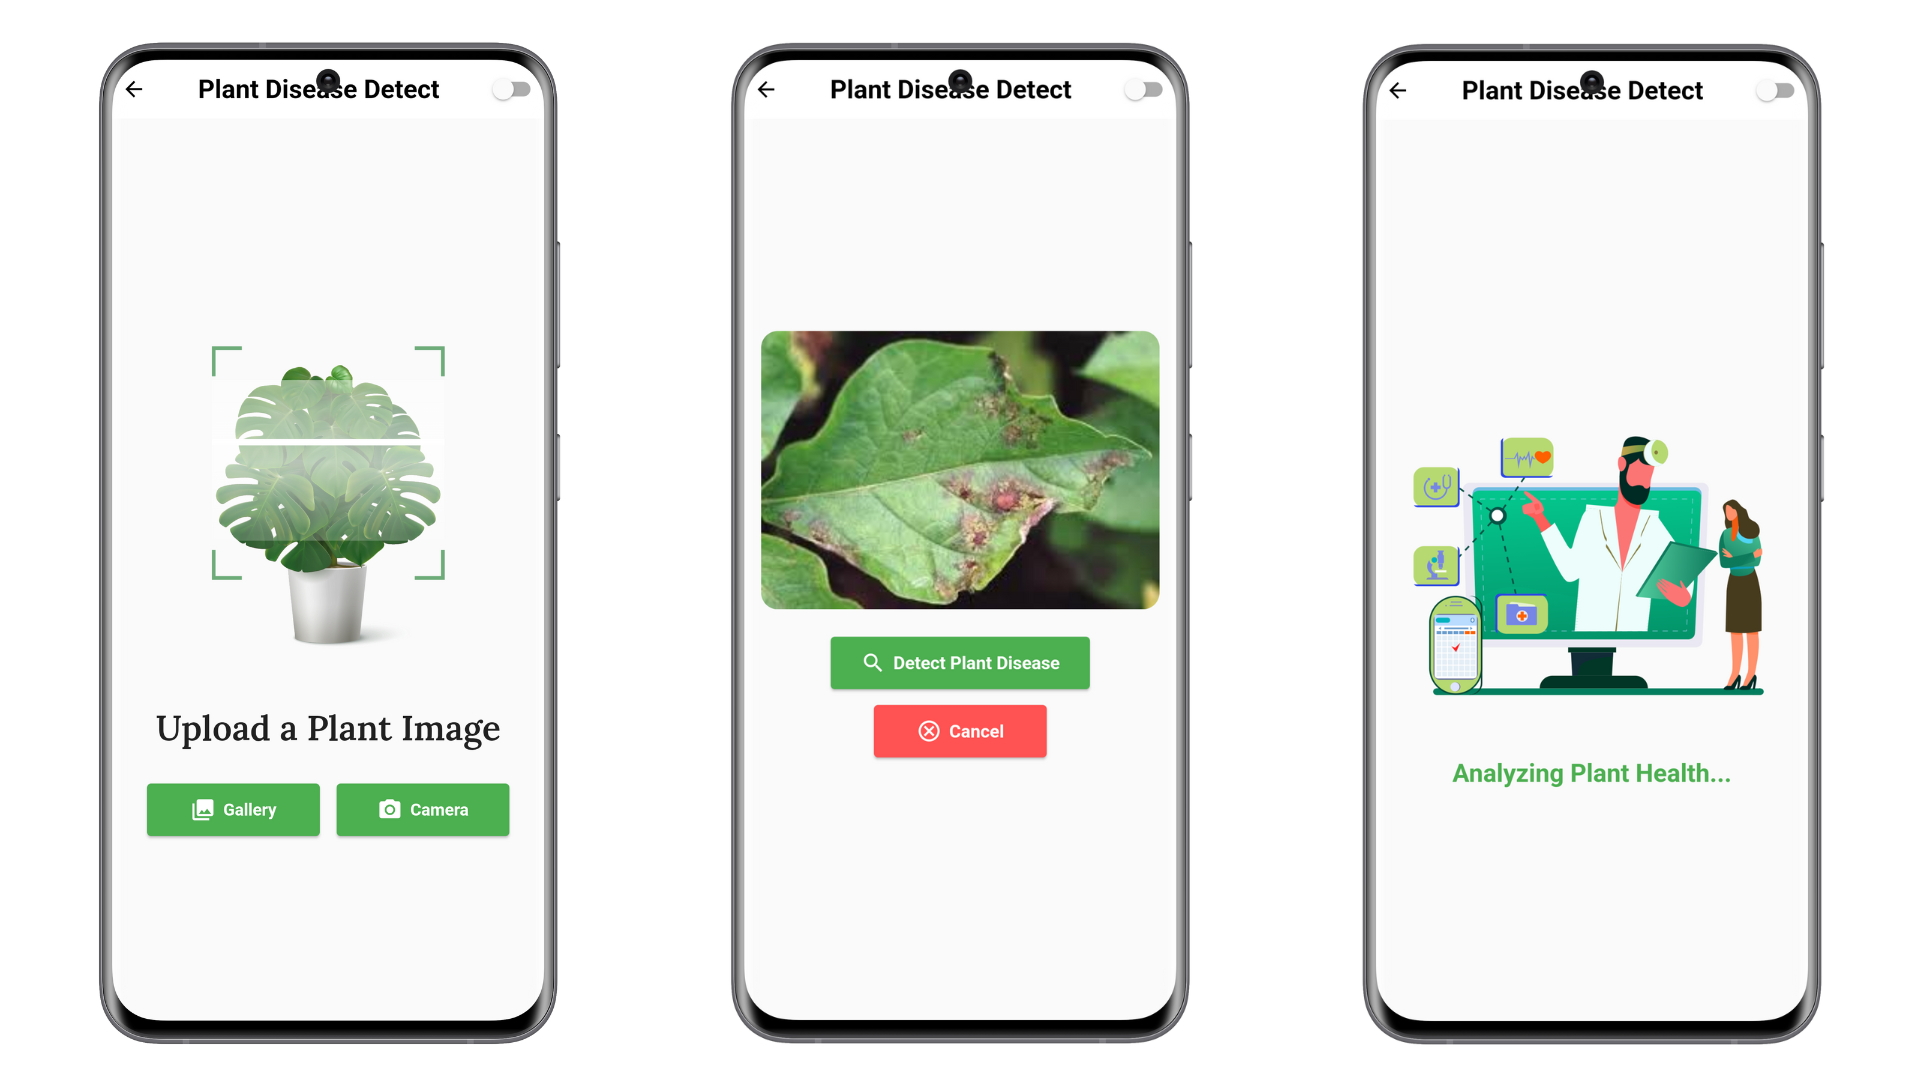 Plant Disease Detect
Upload a Plant Image
Gallery
Camera
Plant Disease Detect
Detect Plant Disease
Cancel
Plant Disease Detect
Analyzing Plant Health...